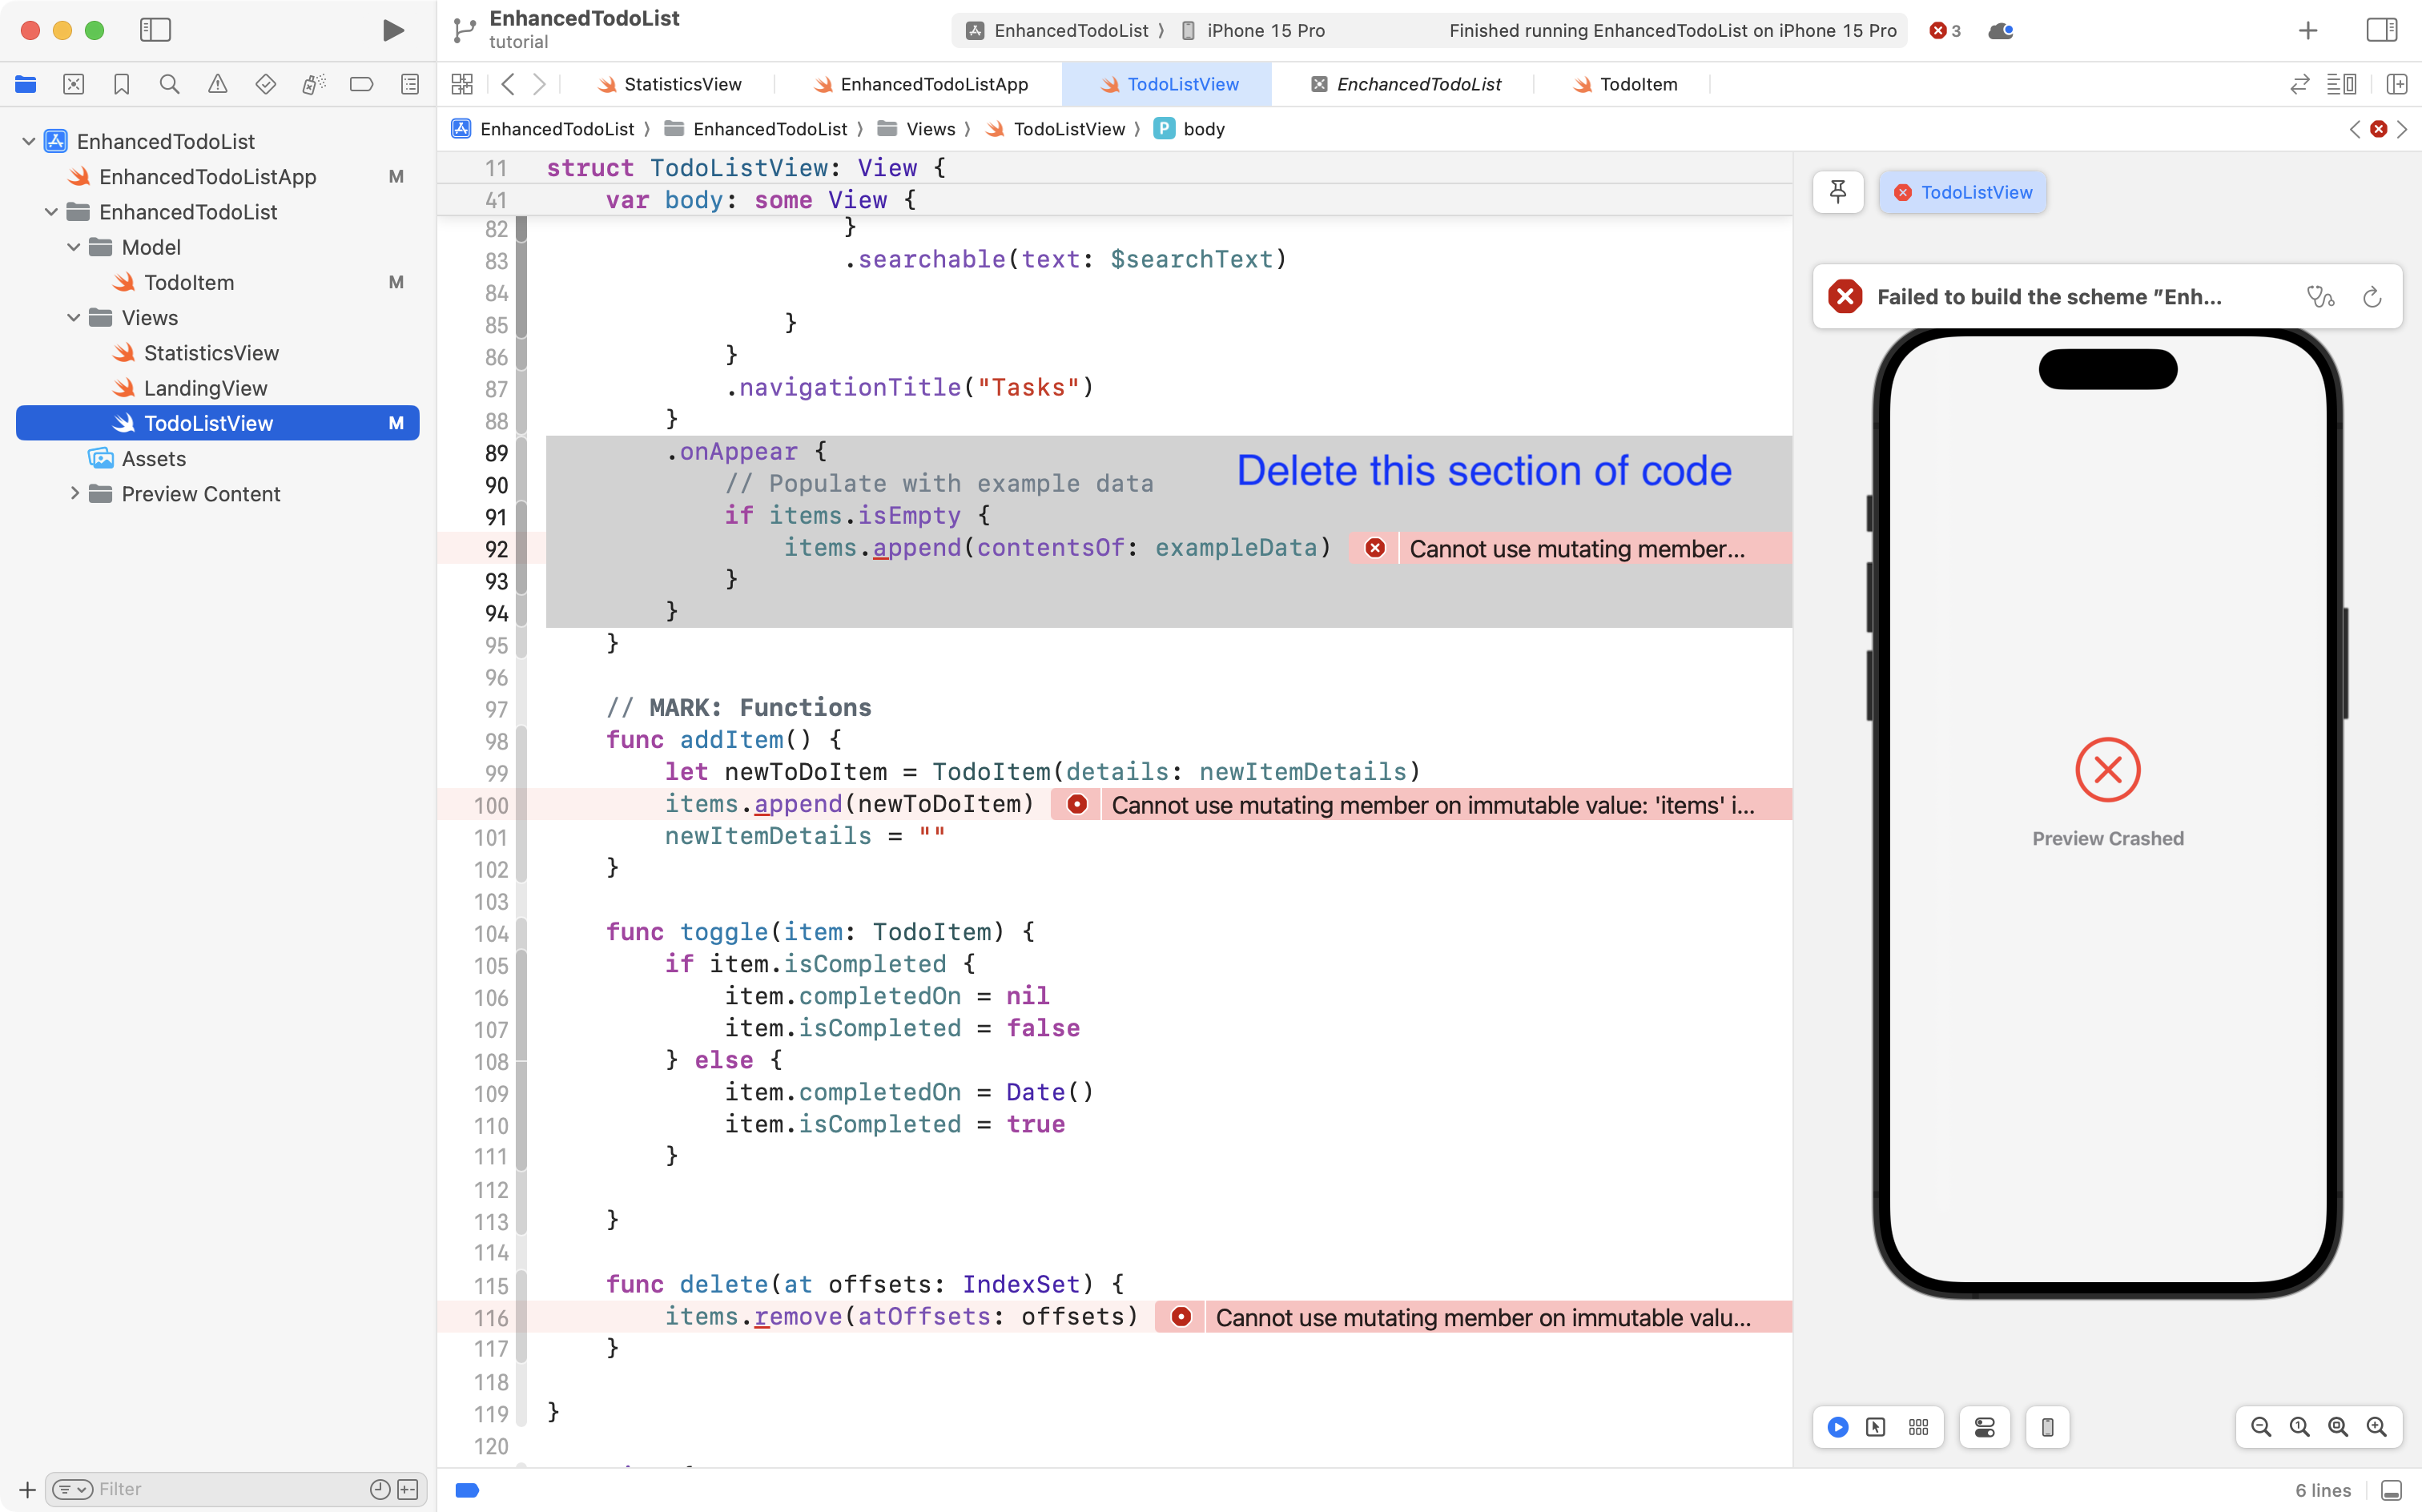 EnhancedTodoList
tutorial
EnhancedTodoList 〉 iPhone 15 Pro
Finished running EnhancedTodoList on iPhone 15 Pro
3
StatisticsView
EnhancedTodoListApp
TodoListView
EnchancedTodoList
TodoItem
EnhancedTodoList 〉 EnhancedTodoList 〉 Views 〉 TodoListView 〉 P body
EnhancedTodoList
EnhancedTodoListApp M
EnhancedTodoList
Model
TodoItem M
Views
StatisticsView
LandingView
TodoListView M
Assets
Preview Content
Filter
11 struct TodoListView: View {
41 var body: some View {
82 }
83 .searchable(text: $searchText)
84
85 }
86 }
87 .navigationTitle("Tasks")
88 }
89 .onAppear {
Delete this section of code
90 // Populate with example data
91 if items.isEmpty {
92 items.append(contentsOf: exampleData) Cannot use mutating member...
93 }
94 }
95 }
96
97 // MARK: Functions
98 func addItem() {
99 let newToDoItem = TodoItem(details: newItemDetails)
100 items.append(newToDoItem) Cannot use mutating member on immutable value: 'items' i...
101 newItemDetails = ""
102 }
103
104 func toggle(item: TodoItem) {
105 if item.isCompleted {
106 item.completedOn = nil
107 item.isCompleted = false
108 } else {
109 item.completedOn = Date()
110 item.isCompleted = true
111 }
112
113 }
114
115 func delete(at offsets: IndexSet) {
116 items.remove(atOffsets: offsets) Cannot use mutating member on immutable valu...
117 }
118
119 }
120
TodoListView
Failed to build the scheme "Enh...
Preview Crashed
6 lines